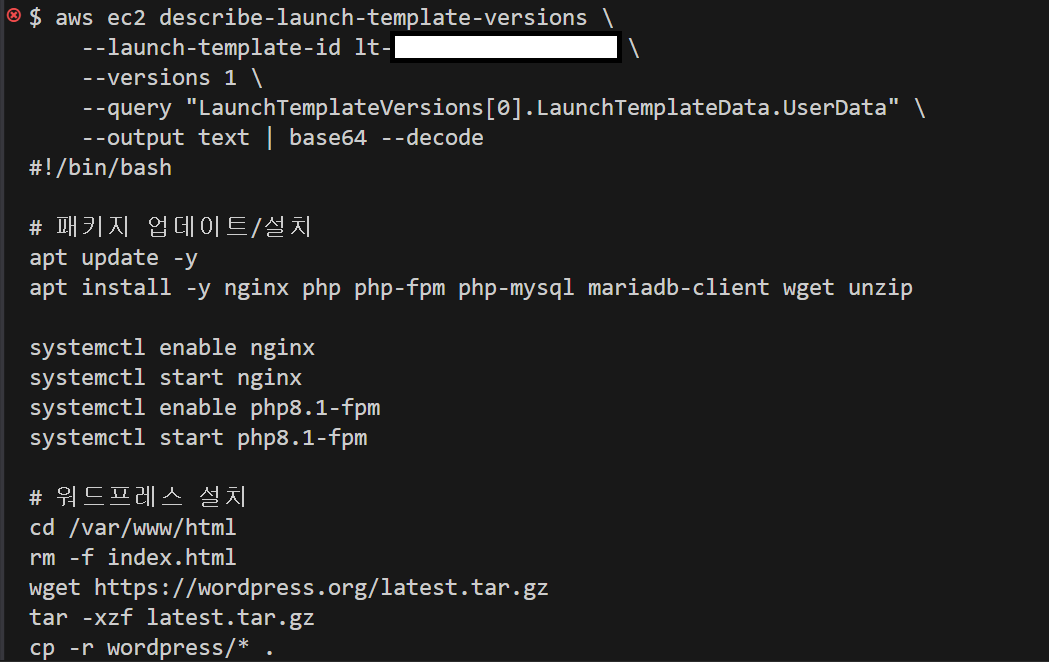 $ aws ec2 describe-launch-template-versions \
    --launch-template-id lt- \
    --versions 1 \
    --query "LaunchTemplateVersions[0].LaunchTemplateData.UserData" \
    --output text | base64 --decode
#!/bin/bash
# 패키지 업데이트/설치
apt update -y
apt install -y nginx php php-fpm php-mysql mariadb-client wget unzip
systemctl enable nginx
systemctl start nginx
systemctl enable php8.1-fpm
systemctl start php8.1-fpm
# 워드프레스 설치
cd /var/www/html
rm -f index.html
wget https://wordpress.org/latest.tar.gz
tar -xzf latest.tar.gz
cp -r wordpress/* .